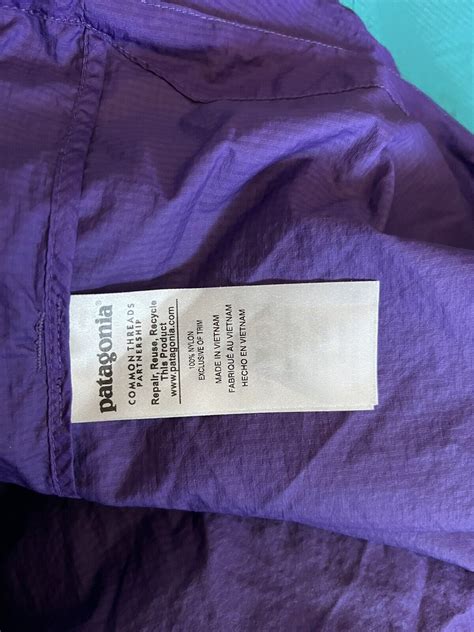 patagonia®
COMMON THREADS
PARTNERSHIP
Repair, Reuse, Recycle
This Product
www.patagonia.com
100% NYLON
EXCLUSIVE OF TRIM
MADE IN VIETNAM
FABRIQUÉ AU VIETNAM
HECHO EN VIETNAM